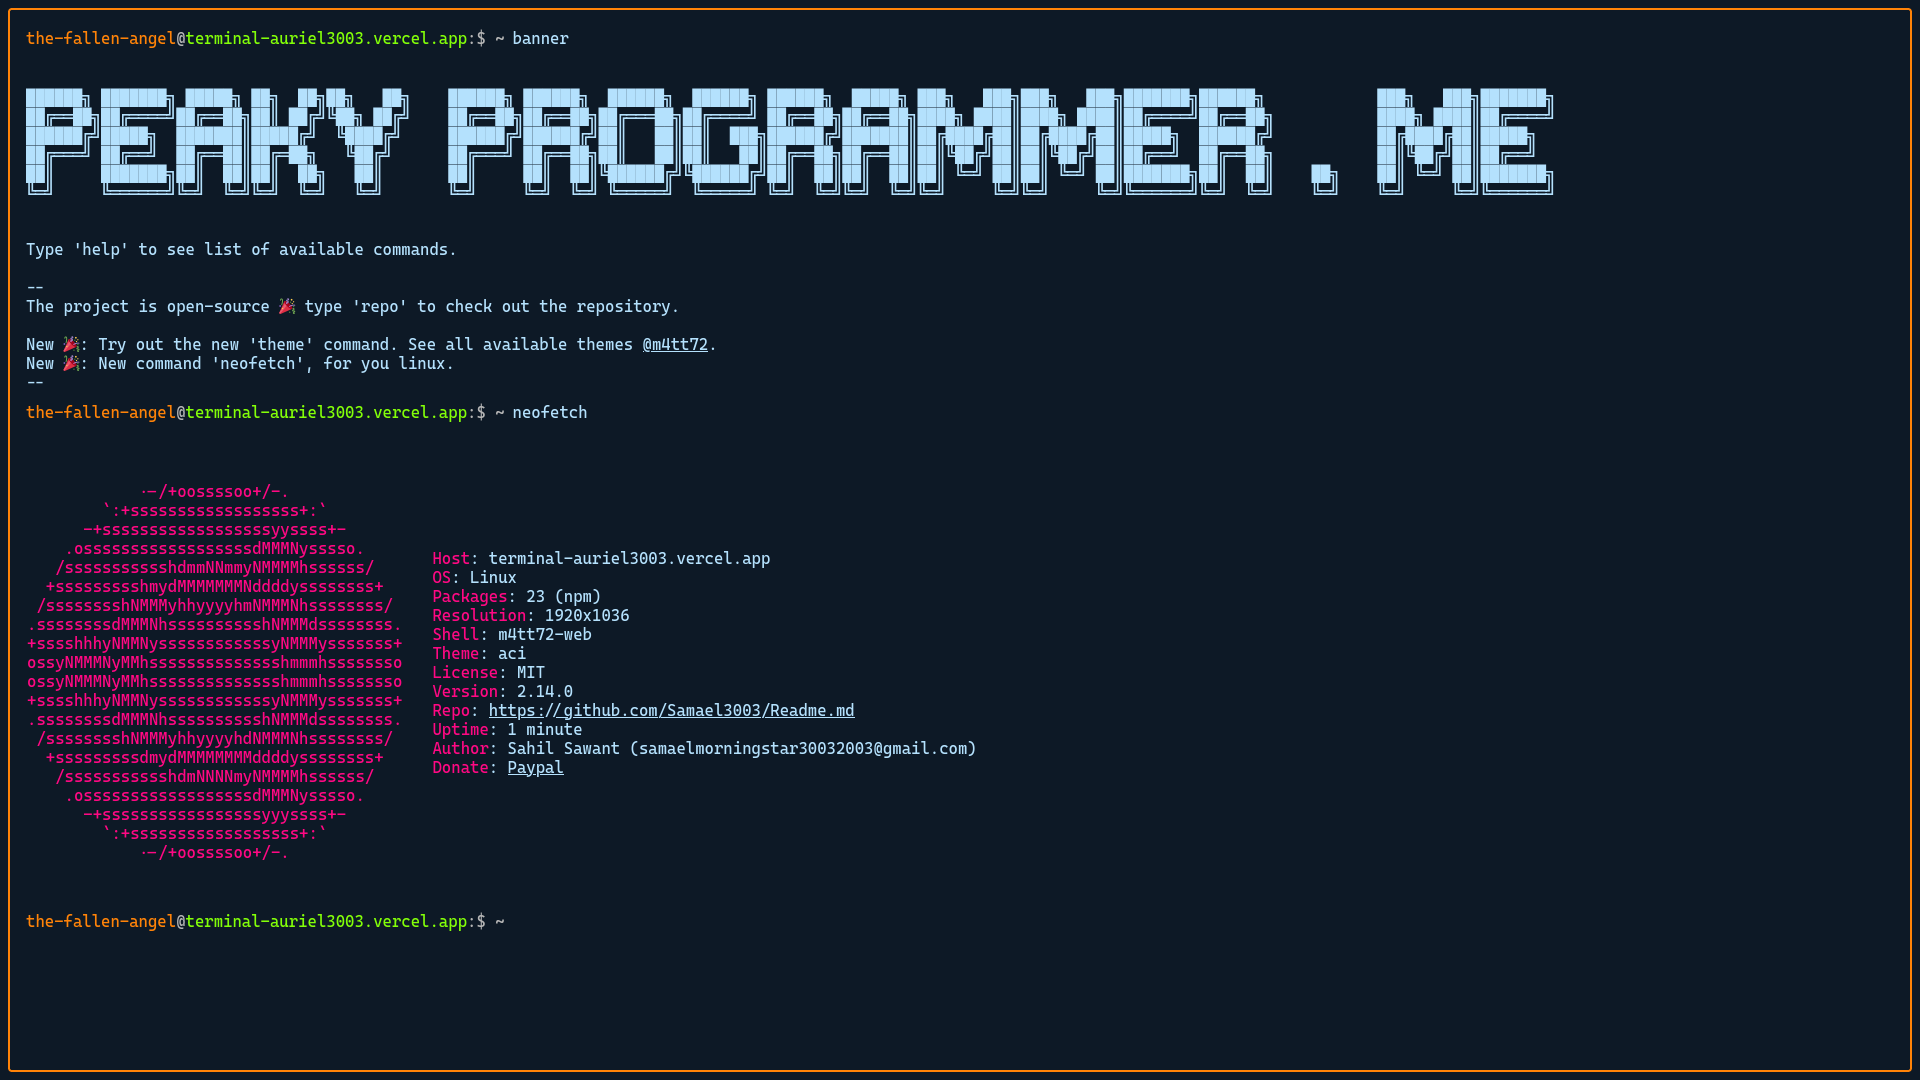 the-fallen-angel@terminal-auriel3003.vercel.app:$ ~ banner
PEAKY PROGRAMMER . ME
Type 'help' to see list of available commands.
--
The project is open-source 🎉 type 'repo' to check out the repository.
New 🎉: Try out the new 'theme' command. See all available themes @m4tt72.
New 🎉: New command 'neofetch', for you linux.
--
the-fallen-angel@terminal-auriel3003.vercel.app:$ ~ neofetch
.-/+oossssoo+/-.
`:+ssssssssssssssssss+:`
-+ssssssssssssssssssyyssss+-
.ossssssssssssssssssdMMMNysssso.
/ssssssssssshdmmNNmmyNMMMMhssssss/
+ssssssssshmydMMMMMMMNddddyssssssss+
/sssssssshNMMMyhhyyyyhmNMMMNhssssssss/
.ssssssssdMMMNhsssssssssshNMMMdssssssss.
+sssshhhyNMMNyssssssssssssyNMMMysssssss+
ossyNMMMNyMMhsssssssssssssshmmmhssssssso
ossyNMMMNyMMhsssssssssssssshmmmhssssssso
+sssshhhyNMMNyssssssssssssyNMMMysssssss+
.ssssssssdMMMNhsssssssssshNMMMdssssssss.
/sssssssshNMMMyhhyyyyhdNMMMNhssssssss/
+sssssssssdmydMMMMMMMMddddyssssssss+
/ssssssssssshdmNNNNmyNMMMMhssssss/
.ossssssssssssssssssdMMMNysssso.
-+sssssssssssssssssyyyssss+-
`:+ssssssssssssssssss+:`
.-/+oossssoo+/-.
Host: terminal-auriel3003.vercel.app
OS: Linux
Packages: 23 (npm)
Resolution: 1920x1036
Shell: m4tt72-web
Theme: aci
License: MIT
Version: 2.14.0
Repo: https://github.com/Samael3003/Readme.md
Uptime: 1 minute
Author: Sahil Sawant (samaelmorningstar30032003@gmail.com)
Donate: Paypal
the-fallen-angel@terminal-auriel3003.vercel.app:$ ~